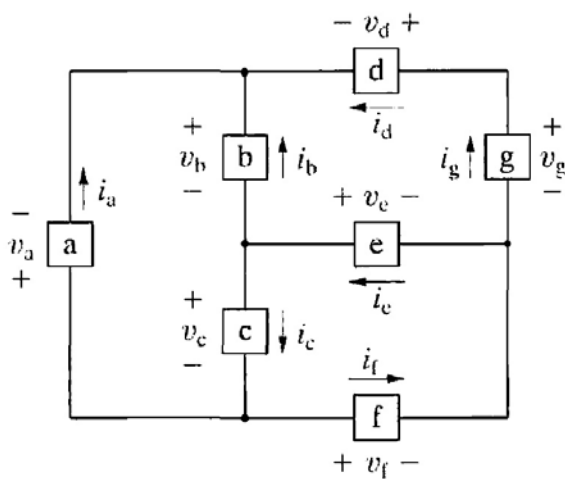 − v_d +
d
i_d
+
v_b
−
b
i_b
i_g
g
+
v_g
−
i_a
−
v_a
+
a
+ v_e −
e
i_e
+
v_c
−
c
i_c
i_f
f
+ v_f −